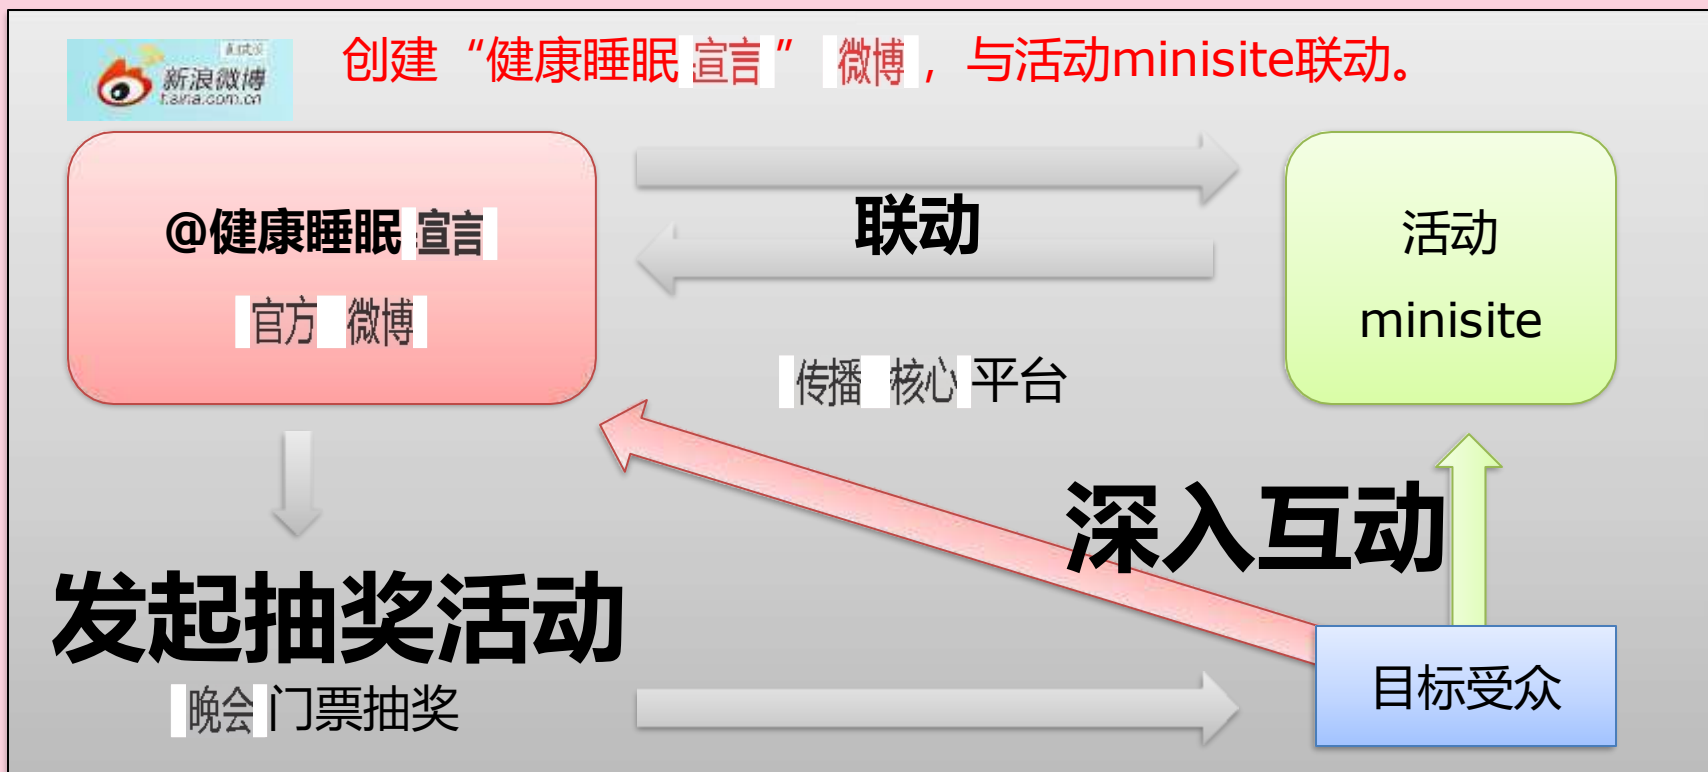 创建“健康睡眠宣言”微博，与活动minisite联动。
新浪微博
t.sina.com.cn
@健康睡眠宣言
官方微博
联动
传播核心平台
活动
minisite
深入互动
发起抽奖活动
晚会门票抽奖
目标受众